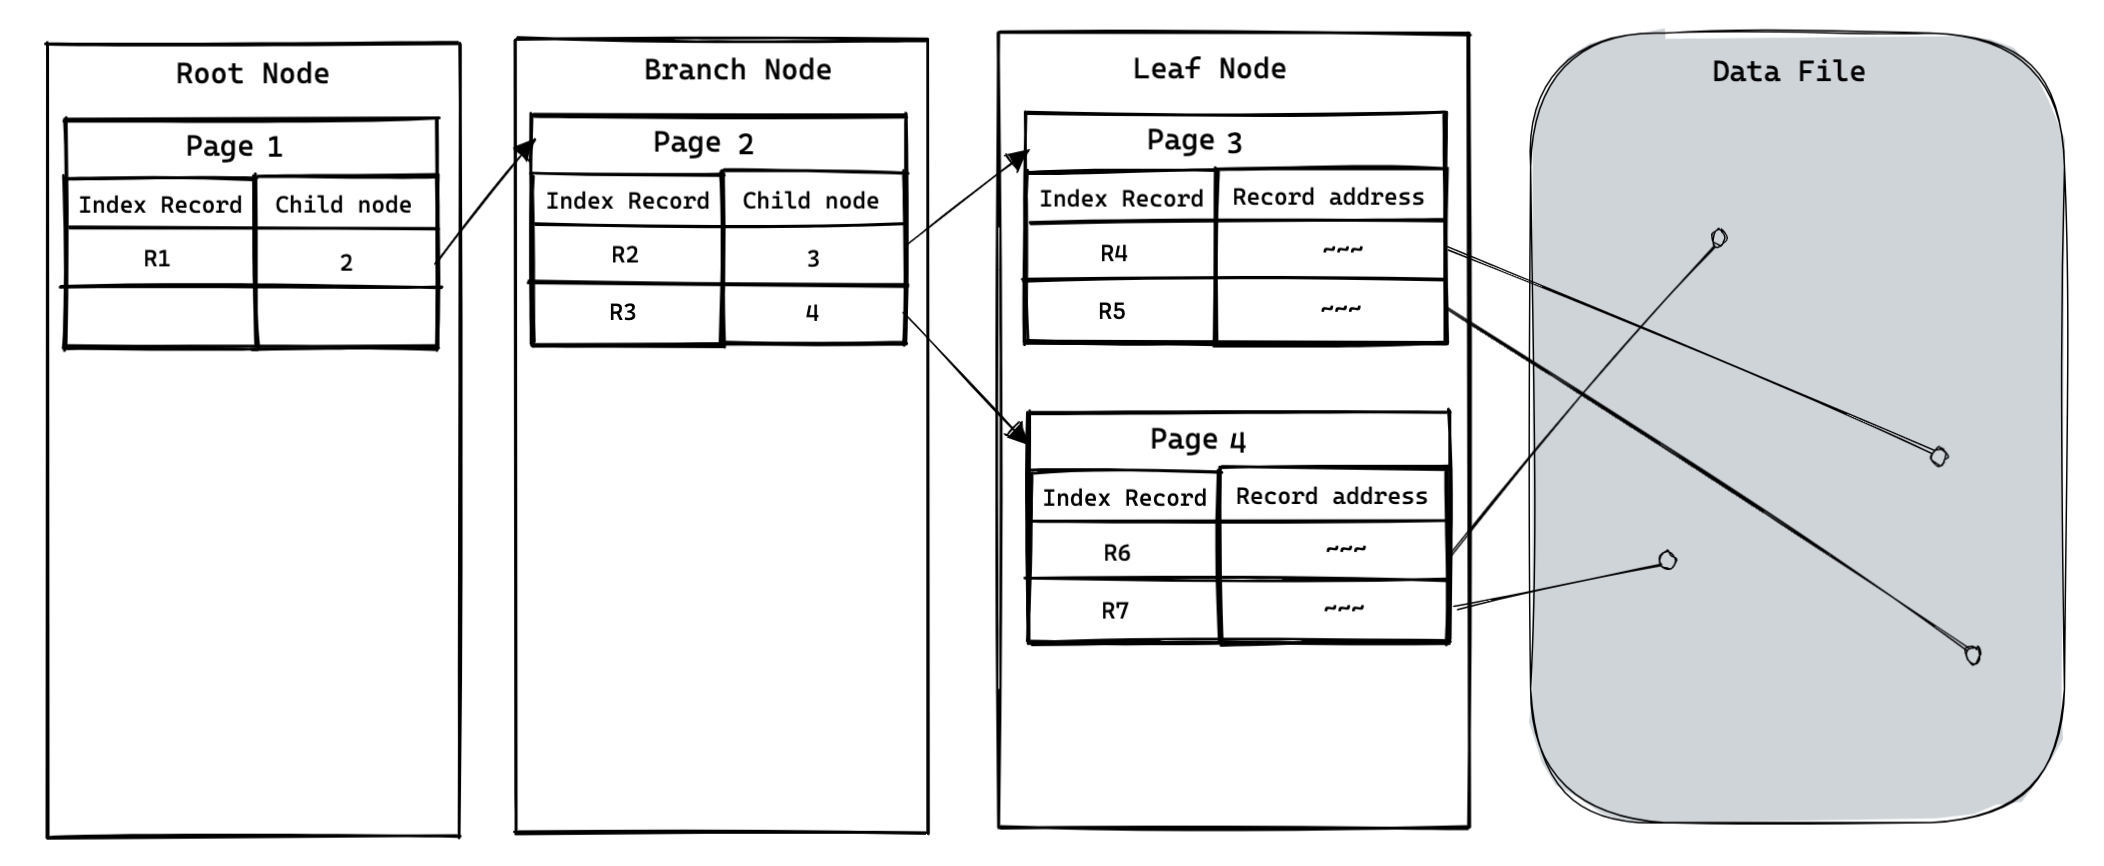 Root Node
Page 1
Index Record Child node
R1 2
Branch Node
Page 2
Index Record Child node
R2 3
R3 4
Leaf Node
Page 3
Index Record Record address
R4 ~~~
R5 ~~~
Page 4
Index Record Record address
R6 ~~~
R7 ~~~
Data File